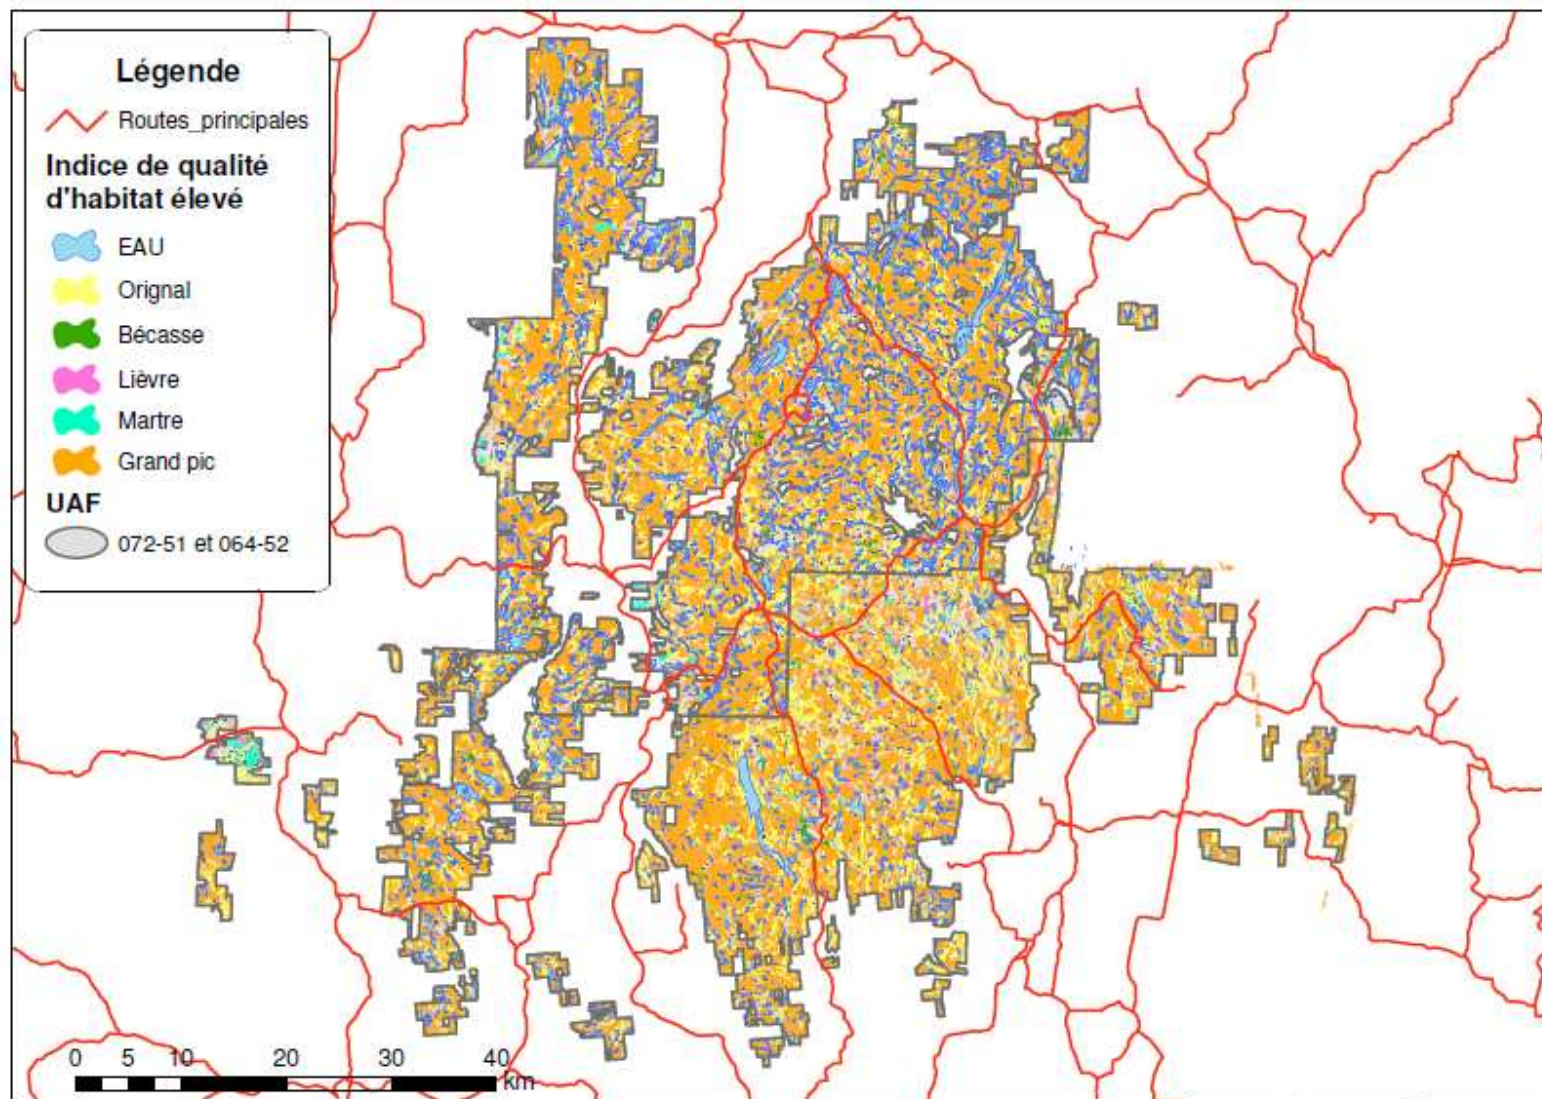 Légende
Routes_principales
Indice de qualité
d'habitat élevé
EAU
Orignal
Bécasse
Lièvre
Martre
Grand pic
UAF
072-51 et 064-52
0 5 10 20 30 40
km